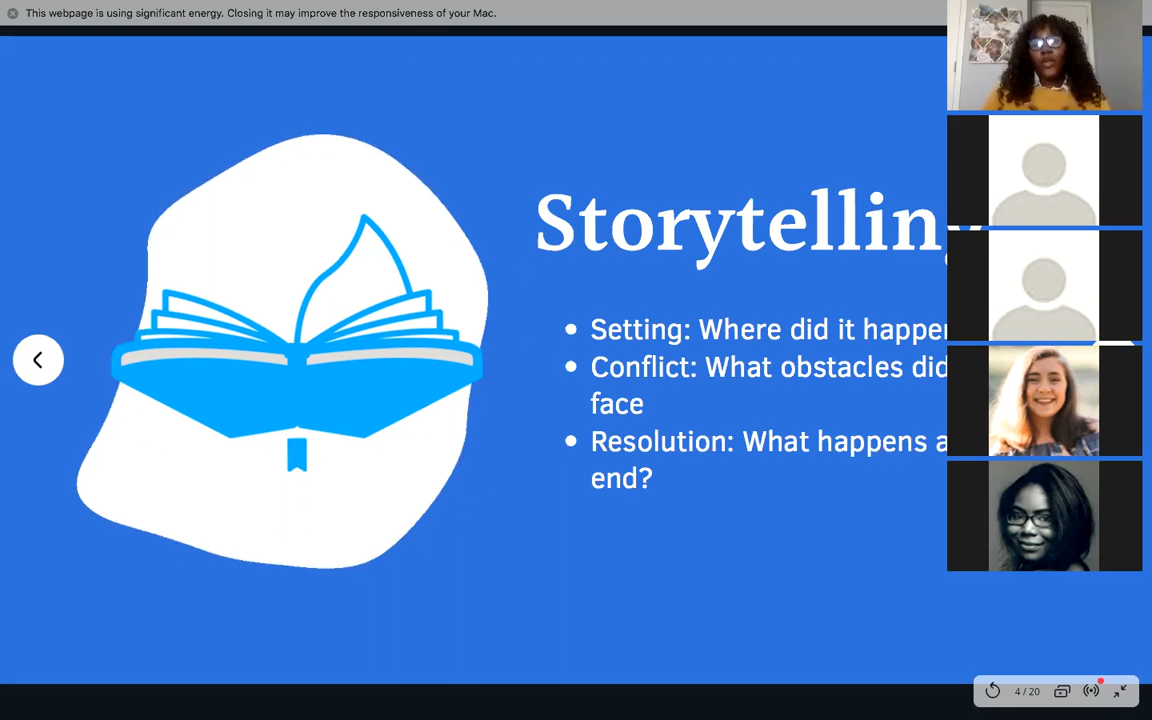 This webpage is using significant energy. Closing it may improve the responsiveness of your Mac.
Storytelling
Setting: Where did it happen
Conflict: What obstacles did
face
Resolution: What happens a
end?
4 / 20